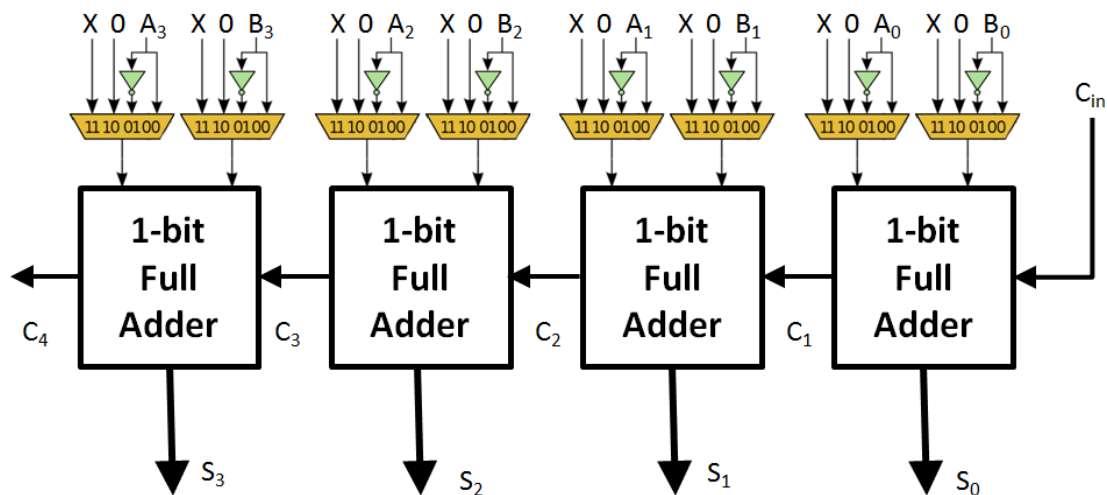 X 0 A₃ X 0 B₃ X 0 A₂ X 0 B₂ X 0 A₁ X 0 B₁ X 0 A₀ X 0 B₀
Cᵢₙ
11 10 01 00 11 10 01 00 11 10 01 00 11 10 01 00 11 10 01 00 11 10 01 00 11 10 01 00 11 10 01 00
1-bit 1-bit 1-bit 1-bit
Full Full Full Full
Adder Adder Adder Adder
C₄ C₃ C₂ C₁
S₃ S₂ S₁ S₀